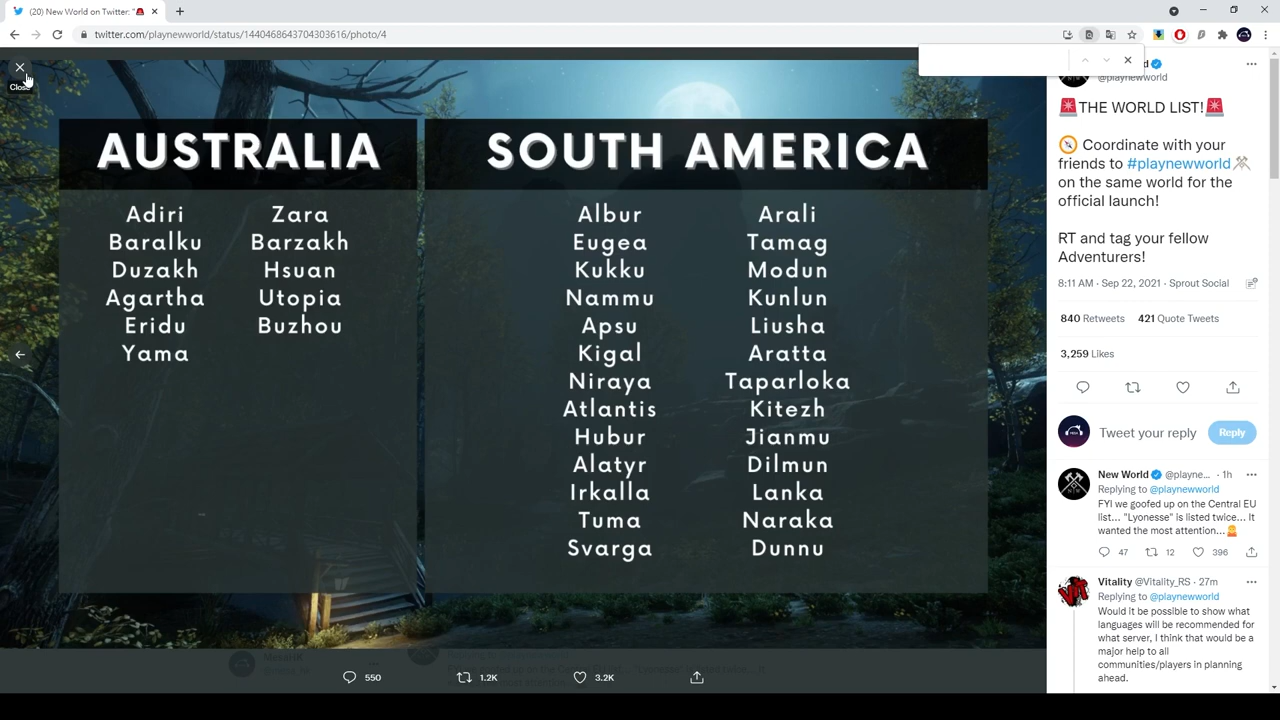 (20) New World on Twitter: "🚨
twitter.com/playnewworld/status/1440468643704303616/photo/4
Close
AUSTRALIA
Adiri
Baralku
Duzakh
Agartha
Eridu
Yama
Zara
Barzakh
Hsuan
Utopia
Buzhou
SOUTH AMERICA
Albur
Eugea
Kukku
Nammu
Apsu
Kigal
Niraya
Atlantis
Hubur
Alatyr
Irkalla
Tuma
Svarga
Arali
Tamag
Modun
Kunlun
Liusha
Aratta
Taparloka
Kitezh
Jianmu
Dilmun
Lanka
Naraka
Dunnu
550
1.2K
3.2K
@playnewworld
🚨THE WORLD LIST!🚨
🧭 Coordinate with your
friends to #playnewworld
on the same world for the
official launch!
RT and tag your fellow
Adventurers!
8:11 AM · Sep 22, 2021 · Sprout Social
840 Retweets 421 Quote Tweets
3,259 Likes
Tweet your reply
Reply
New World @playne... · 1h
Replying to @playnewworld
FYI we goofed up on the Central EU
list... "Lyonesse" is listed twice... It
wanted the most attention...🤷
47 12 396
Vitality @Vitality_RS · 27m
Replying to @playnewworld
Would It be possible to show what
languages will be recommended for
what server, I think that would be a
major help to all
communities/players in planning
ahead.